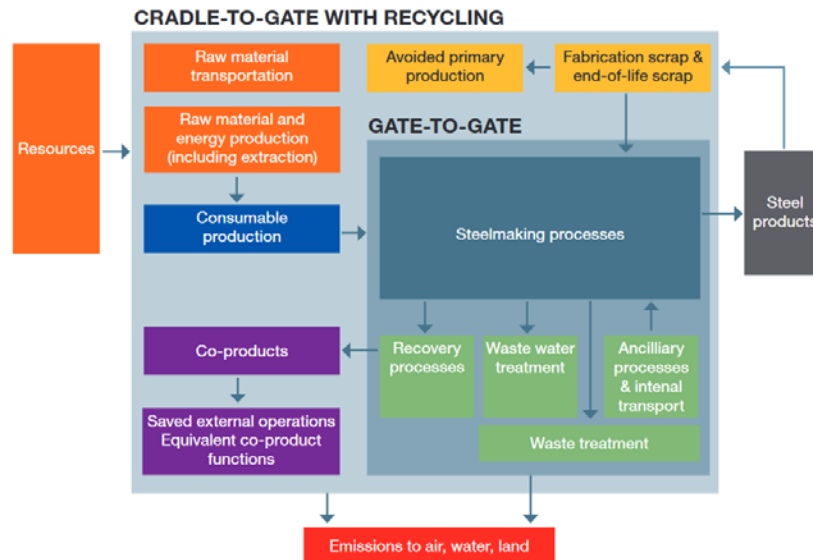 CRADLE-TO-GATE WITH RECYCLING
Resources
Raw material
transportation
Raw material and
energy production
(including extraction)
Consumable
production
Co-products
Saved external operations
Equivalent co-product
functions
Avoided primary
production
Fabrication scrap &
end-of-life scrap
GATE-TO-GATE
Steelmaking processes
Steel
products
Recovery
processes
Waste water
treatment
Ancilliary
processes
& intenal
transport
Waste treatment
Emissions to air, water, land